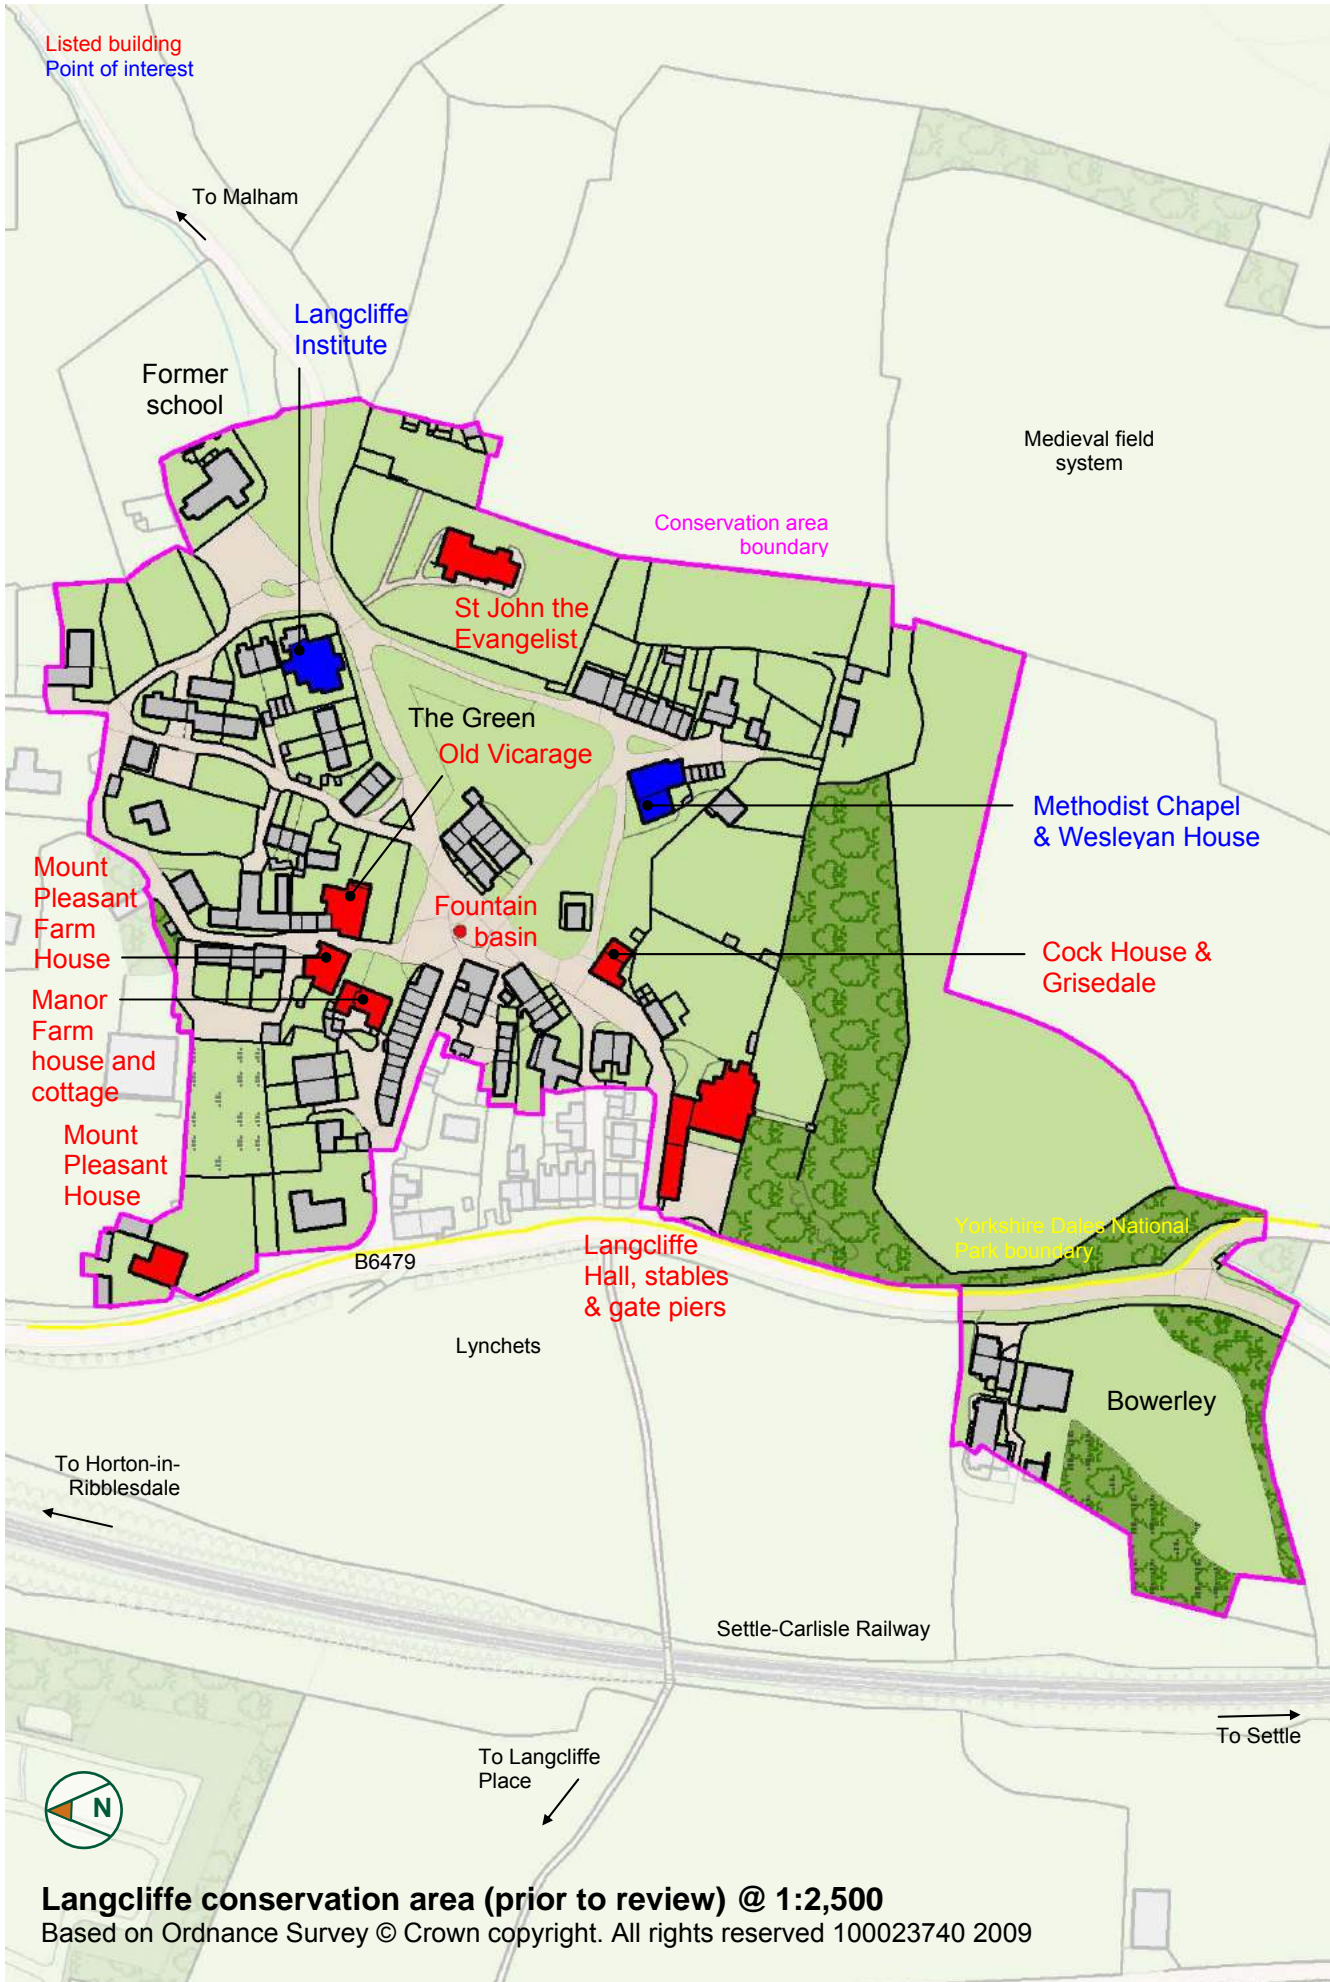 Listed building
Point of interest
To Malham
Langcliffe
Institute
Former
school
Medieval field
system
Conservation area
boundary
St John the
Evangelist
The Green
Old Vicarage
Methodist Chapel
& Wesleyan House
Mount
Pleasant
Farm
House
Fountain
basin
Cock House &
Grisedale
Manor
Farm
house and
cottage
Mount
Pleasant
House
Yorkshire Dales National
Park boundary
Langcliffe
Hall, stables
& gate piers
B6479
Lynchets
Bowerley
To Horton-in-
Ribblesdale
Settle-Carlisle Railway
To Settle
To Langcliffe
Place
N
Langcliffe conservation area (prior to review) @ 1:2,500
Based on Ordnance Survey © Crown copyright. All rights reserved 100023740 2009